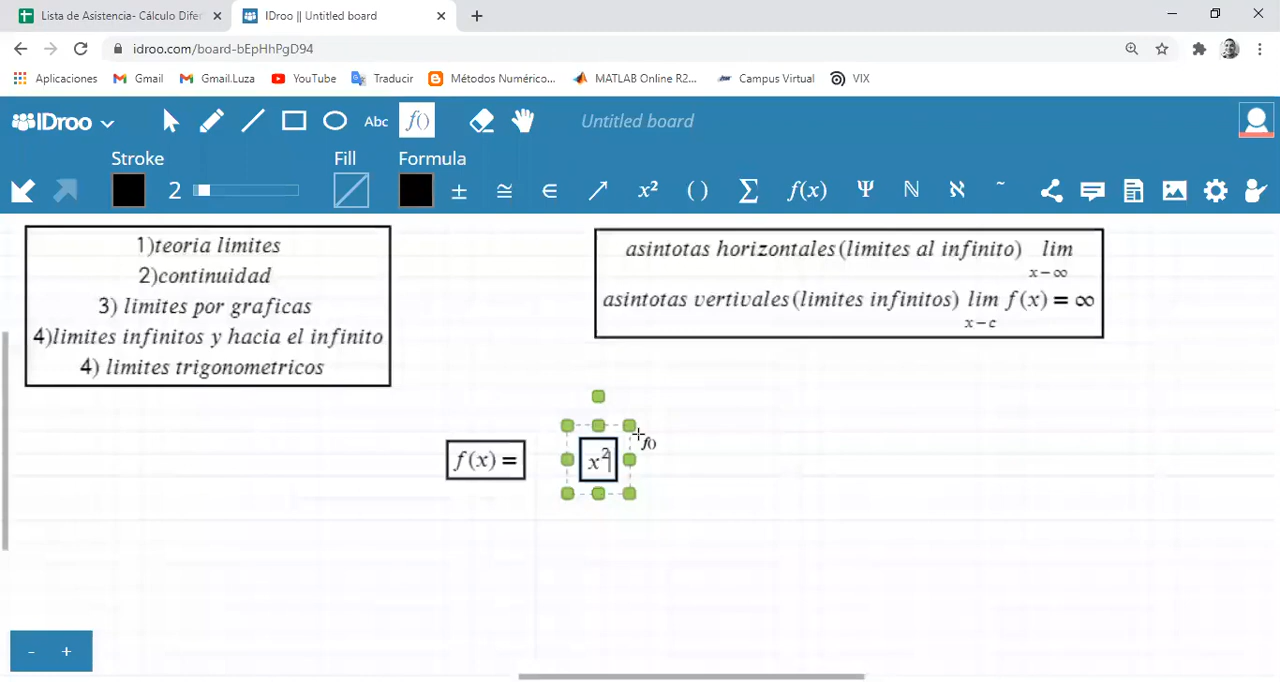 Lista de Asistencia- Cálculo Difer
IDroo || Untitled board
idroo.com/board-bEpHhPgD94
Aplicaciones
Gmail
Gmail.Luza
YouTube
Traducir
Métodos Numérico...
MATLAB Online R2...
Campus Virtual
VIX
IDroo
Abc
f()
Untitled board
Stroke
Fill
Formula
2
± ≅ ∈ x² ( ) ∑ f(x) Ψ ℕ ℵ ~
1)teoria limites
2)continuidad
3) limites por graficas
4)limites infinitos y hacia el infinito
4) limites trigonometricos
asintotas horizontales(limites al infinito) lim
x−∞
asintotas vertivales(limites infinitos) lim f(x) = ∞
x−c
f(x) =
x²
f()
- +